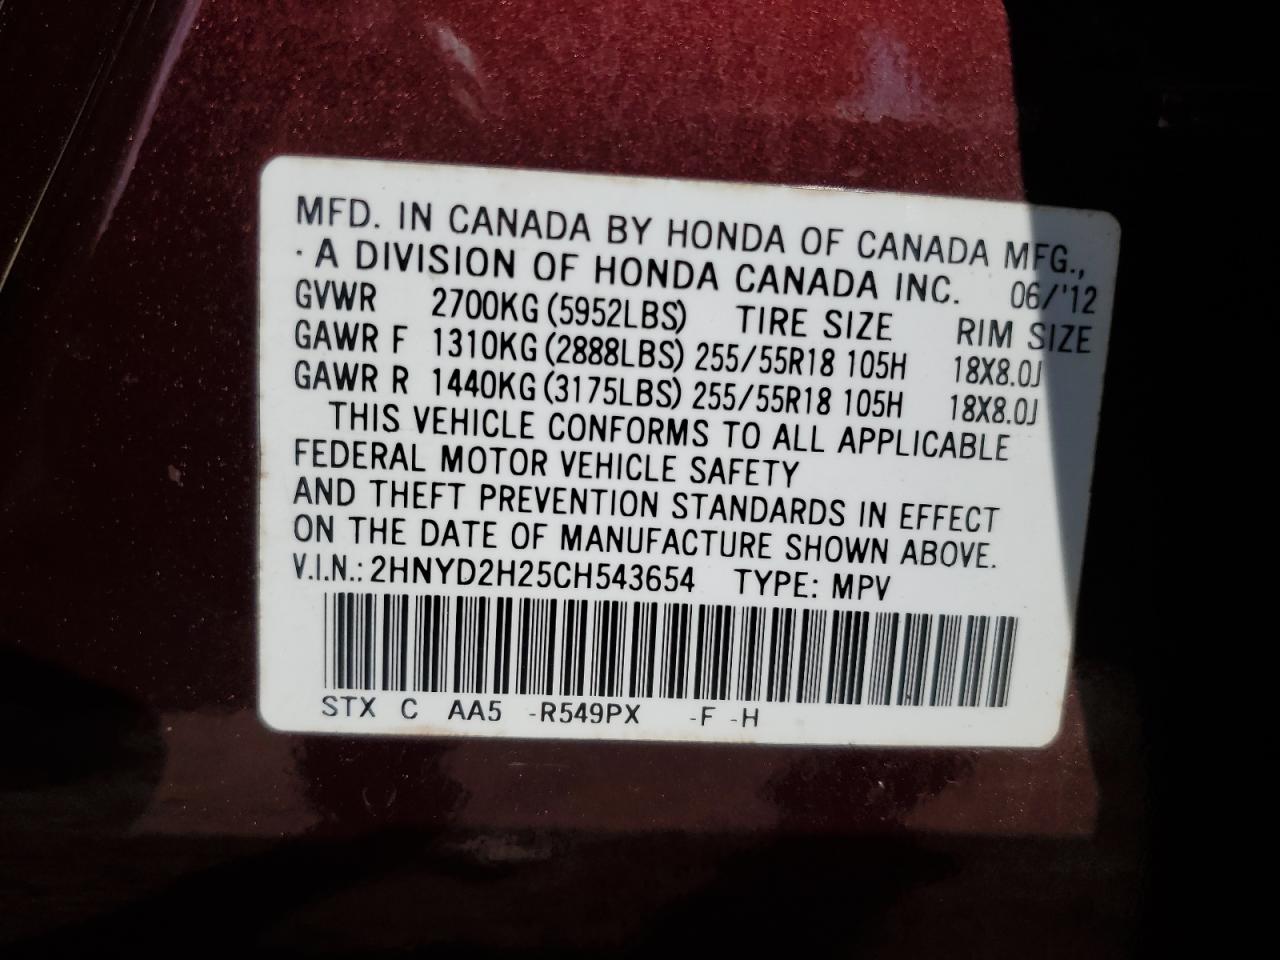 MFD. IN CANADA BY HONDA OF CANADA MFG.,
· A DIVISION OF HONDA CANADA INC. 06/'12
GVWR 2700KG (5952LBS) TIRE SIZE RIM SIZE
GAWR F 1310KG (2888LBS) 255/55R18 105H 18X8.0J
GAWR R 1440KG (3175LBS) 255/55R18 105H 18X8.0J
THIS VEHICLE CONFORMS TO ALL APPLICABLE
FEDERAL MOTOR VEHICLE SAFETY
AND THEFT PREVENTION STANDARDS IN EFFECT
ON THE DATE OF MANUFACTURE SHOWN ABOVE.
V.I.N.: 2HNYD2H25CH543654 TYPE: MPV
STX C AA5 -R549PX -F -H